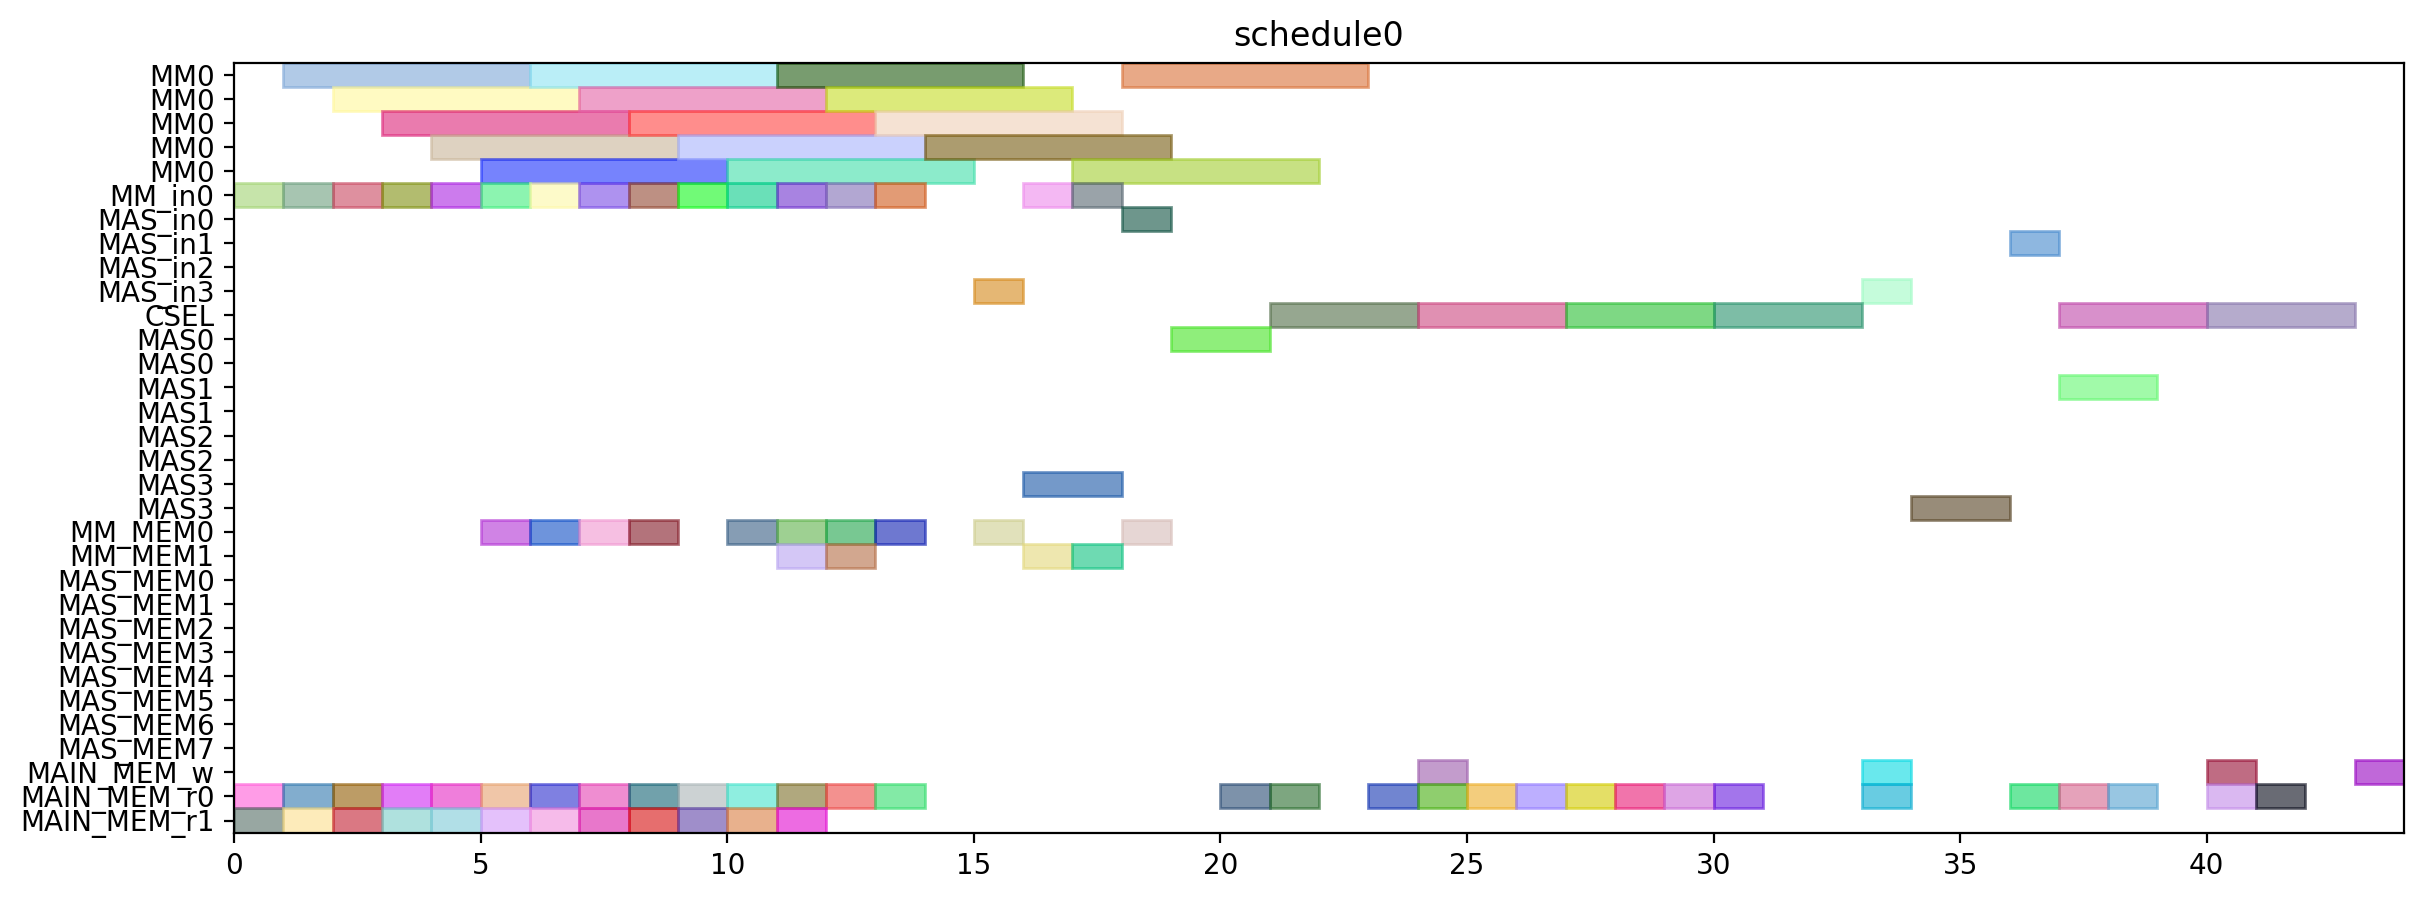 schedule0
MM0
MM0
MM0
MM0
MM0
MM_in0
MAS_in0
MAS_in1
MAS_in2
MAS_in3
CSEL
MAS0
MAS0
MAS1
MAS1
MAS2
MAS2
MAS3
MAS3
MM_MEM0
MM_MEM1
MAS_MEM0
MAS_MEM1
MAS_MEM2
MAS_MEM3
MAS_MEM4
MAS_MEM5
MAS_MEM6
MAS_MEM7
MAIN_MEM_w
MAIN_MEM_r0
MAIN_MEM_r1
0 5 10 15 20 25 30 35 40